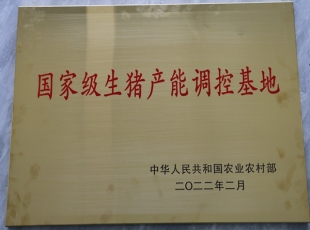 国家级生猪产能调控基地
中华人民共和国农业农村部
二〇二二年二月